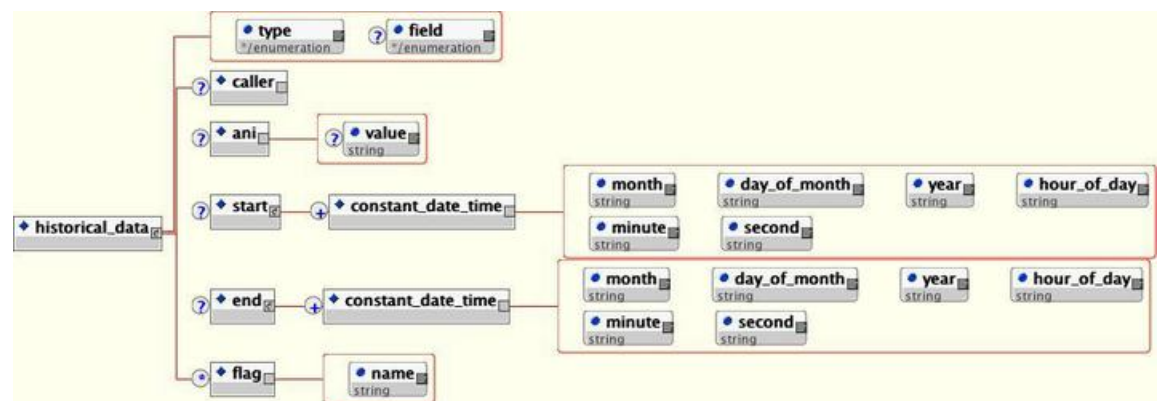 type
*/enumeration
? field
*/enumeration
? caller
? ani
? value
string
? start
+ constant_date_time
month
string
day_of_month
string
year
string
hour_of_day
string
minute
string
second
string
historical_data
? end
+ constant_date_time
month
string
day_of_month
string
year
string
hour_of_day
string
minute
string
second
string
* flag
name
string